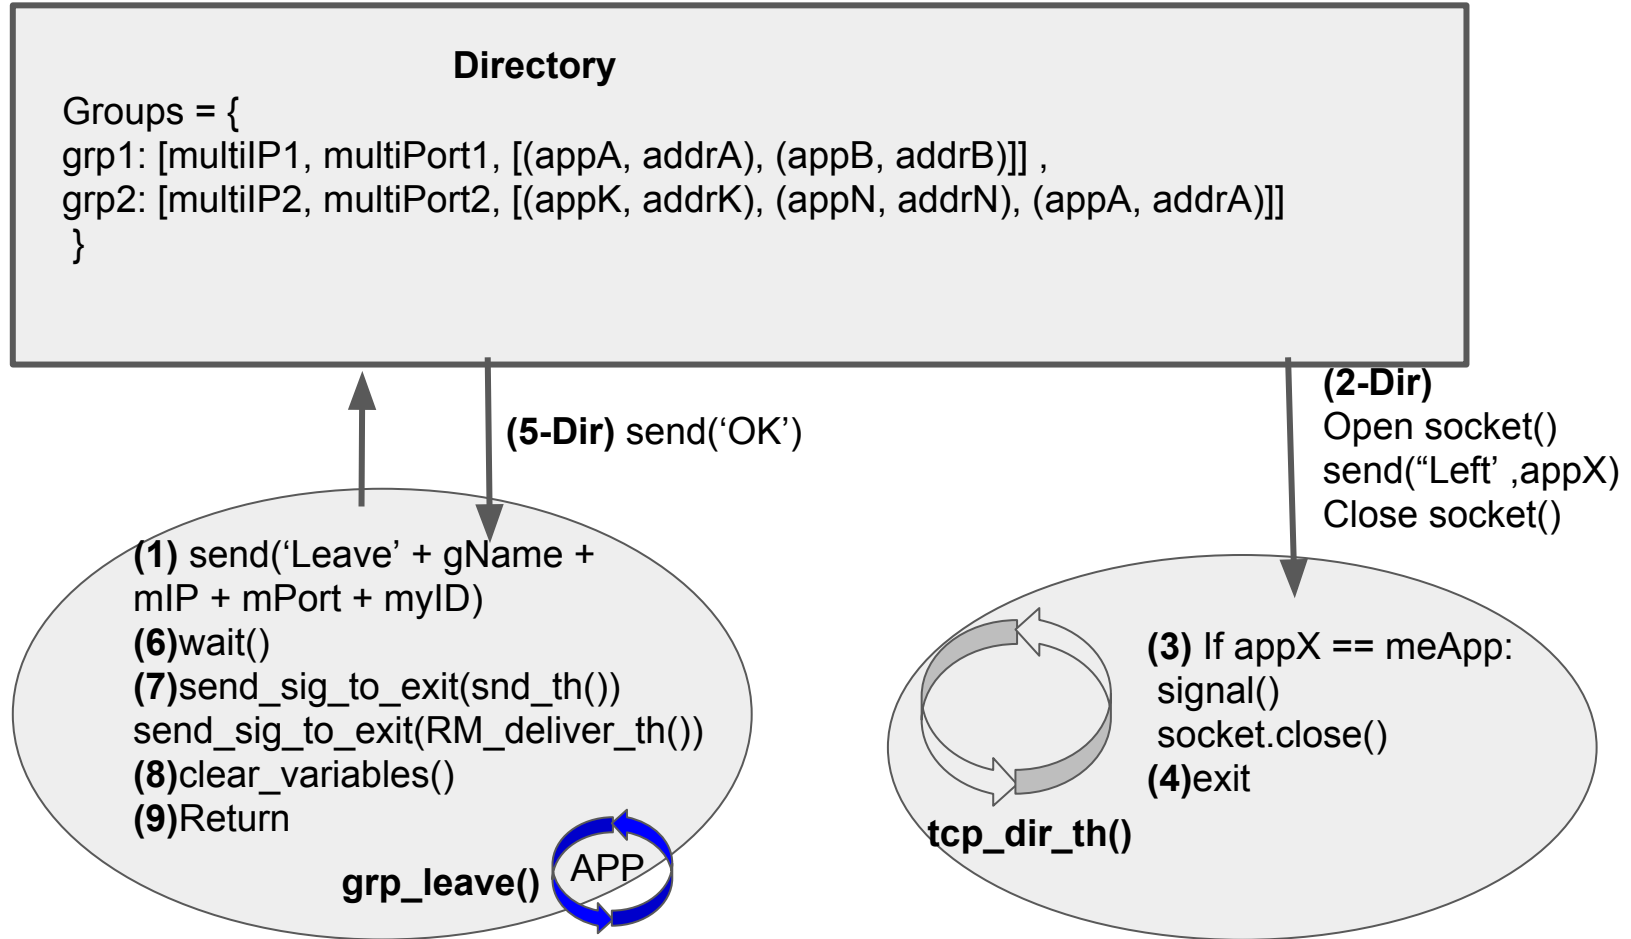 Directory
Groups = {
grp1: [multiIP1, multiPort1, [(appA, addrA), (appB, addrB)]] ,
grp2: [multiIP2, multiPort2, [(appK, addrK), (appN, addrN), (appA, addrA)]]
}
(5-Dir) send(‘OK’)
(2-Dir)
Open socket()
send(“Left’ ,appX)
Close socket()
(1) send(‘Leave’ + gName +
mIP + mPort + myID)
(6)wait()
(7)send_sig_to_exit(snd_th())
send_sig_to_exit(RM_deliver_th())
(8)clear_variables()
(9)Return
grp_leave()
APP
(3) If appX == meApp:
signal()
socket.close()
(4)exit
tcp_dir_th()